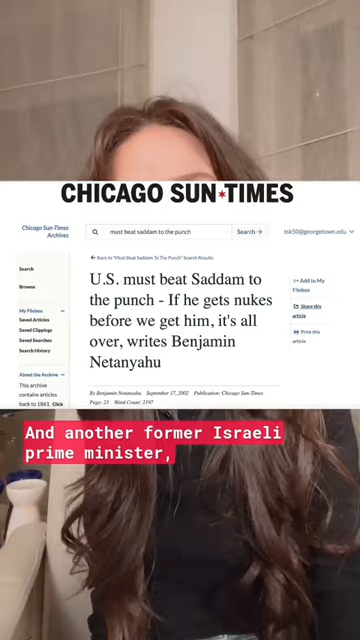 CHICAGO SUN★TIMES
Chicago Sun-Times
Archives
must beat saddam to the punch
Search →
tsk50@georgetown.edu
← Back to "Must Beat Saddam To The Punch" Search Results
Search
Browse
My Filebox
Saved Articles
Saved Clippings
Saved Searches
Search History
About the Archive
This archive
contains articles
back to 1861. Click
U.S. must beat Saddam to
the punch - If he gets nukes
before we get him, it's all
over, writes Benjamin
Netanyahu
By Benjamin Netanyahu September 17, 2002 Publication: Chicago Sun-Times
Page: 23 Word Count: 2197
Add to My
Filebox
Share this
article
Print this
article
And another former Israeli
prime minister,